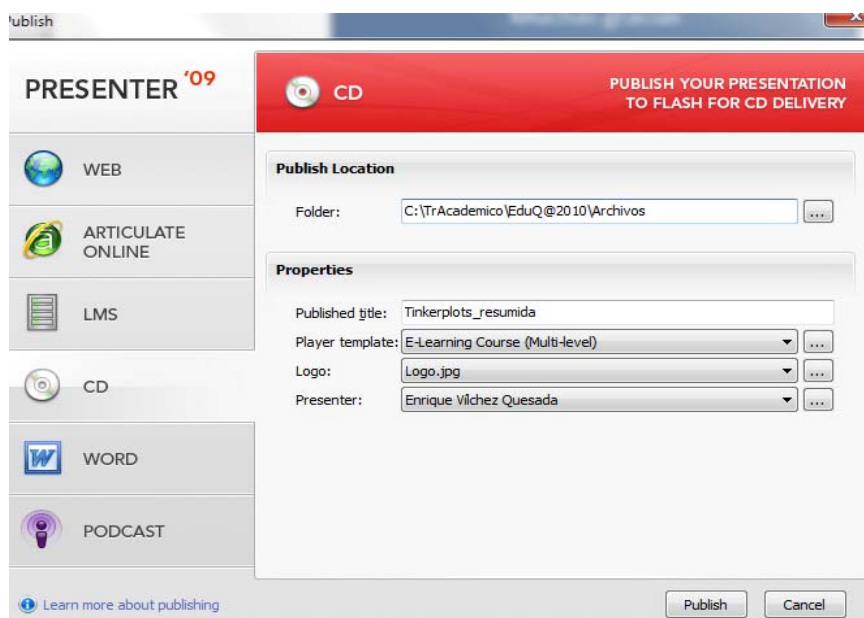 Publish
PRESENTER '09
CD
PUBLISH YOUR PRESENTATION
TO FLASH FOR CD DELIVERY
WEB
ARTICULATE
ONLINE
LMS
CD
WORD
PODCAST
Publish Location
Folder: C:\TrAcademico\EduQ@2010\Archivos ...
Properties
Published title: Tinkerplots_resumida
Player template: E-Learning Course (Multi-level) ...
Logo: Logo.jpg ...
Presenter: Enrique Vílchez Quesada ...
Learn more about publishing
Publish Cancel